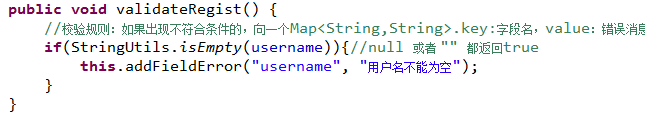 public void validateRegist() {
//校验规则：如果出现不符合条件的，向一个Map<String,String>.key:字段名，value：错误消息
if(StringUtils.isEmpty(username)){//null 或者 "" 都返回true
this.addFieldError("username", "用户名不能为空");
}
}